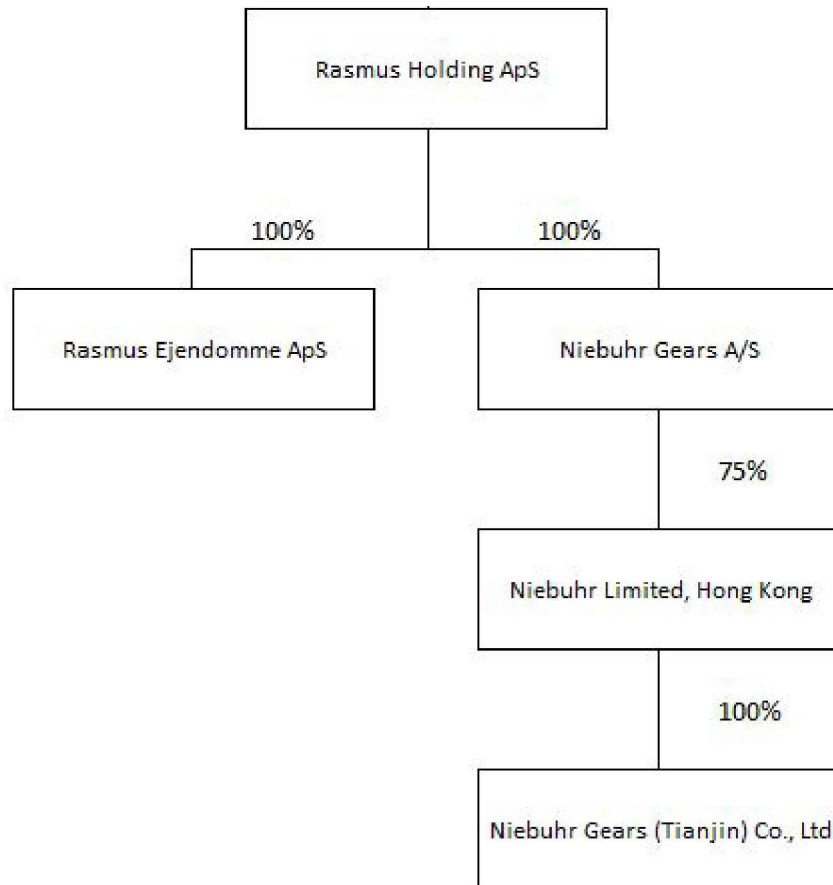 Rasmus Holding ApS
100%
100%
Rasmus Ejendomme ApS
Niebuhr Gears A/S
75%
Niebuhr Limited, Hong Kong
100%
Niebuhr Gears (Tianjin) Co., Ltd